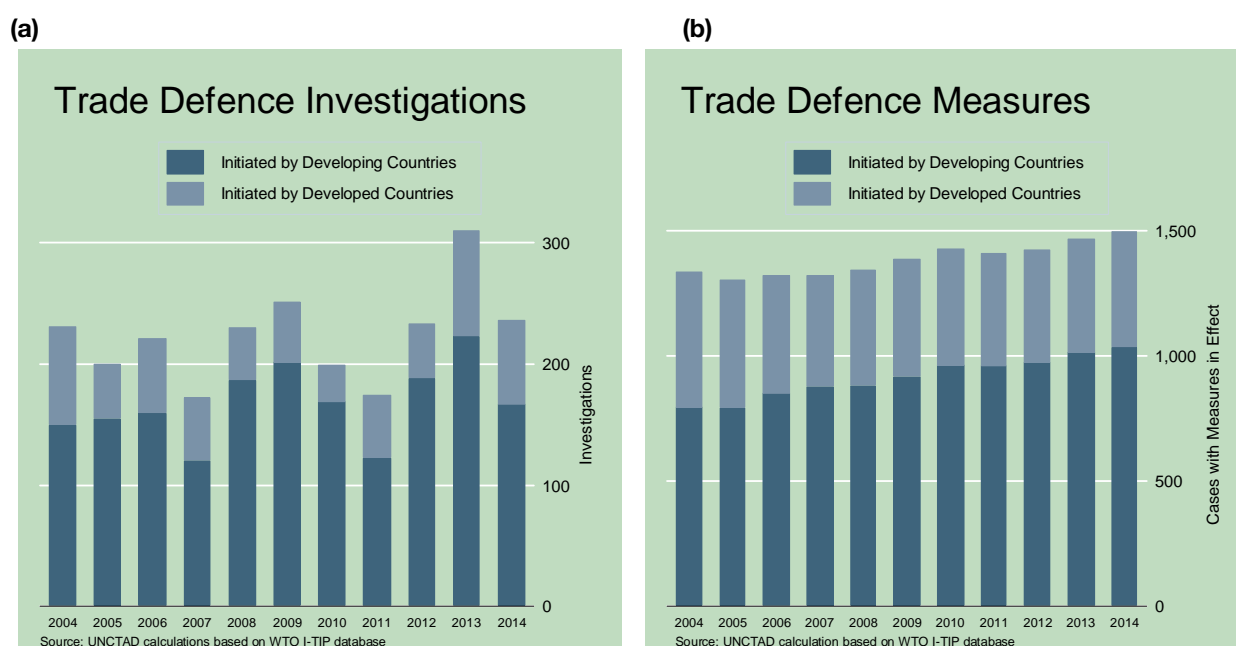 (a)
Trade Defence Investigations
Initiated by Developing Countries
Initiated by Developed Countries
300
200
100
0
Investigations
2004 2005 2006 2007 2008 2009 2010 2011 2012 2013 2014
Source: UNCTAD calculations based on WTO I-TIP database
(b)
Trade Defence Measures
Initiated by Developing Countries
Initiated by Developed Countries
1,500
1,000
500
0
Cases with Measures in Effect
2004 2005 2006 2007 2008 2009 2010 2011 2012 2013 2014
Source: UNCTAD calculation based on WTO I-TIP database